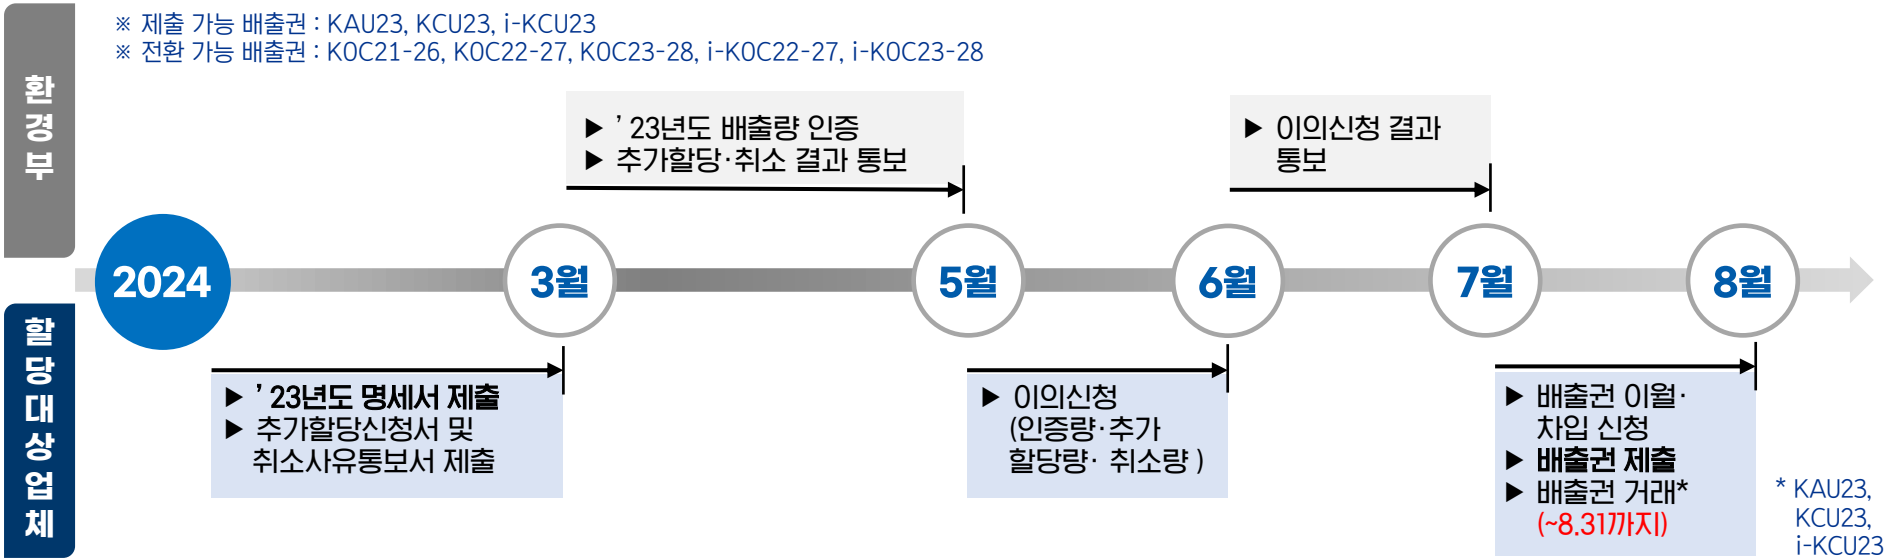 ※ 제출 가능 배출권 : KAU23, KCU23, i-KCU23
※ 전환 가능 배출권 : KOC21-26, KOC22-27, KOC23-28, i-KOC22-27, i-KOC23-28
환경부
▶ ’23년도 배출량 인증
▶ 추가할당·취소 결과 통보
▶ 이의신청 결과
통보
2024
3월
5월
6월
7월
8월
할당대상업체
▶ ’23년도 명세서 제출
▶ 추가할당신청서 및
취소사유통보서 제출
▶ 이의신청
(인증량·추가
할당량· 취소량 )
▶ 배출권 이월·
차입 신청
▶ 배출권 제출
▶ 배출권 거래*
(~8.31까지)
* KAU23,
KCU23,
i-KCU23